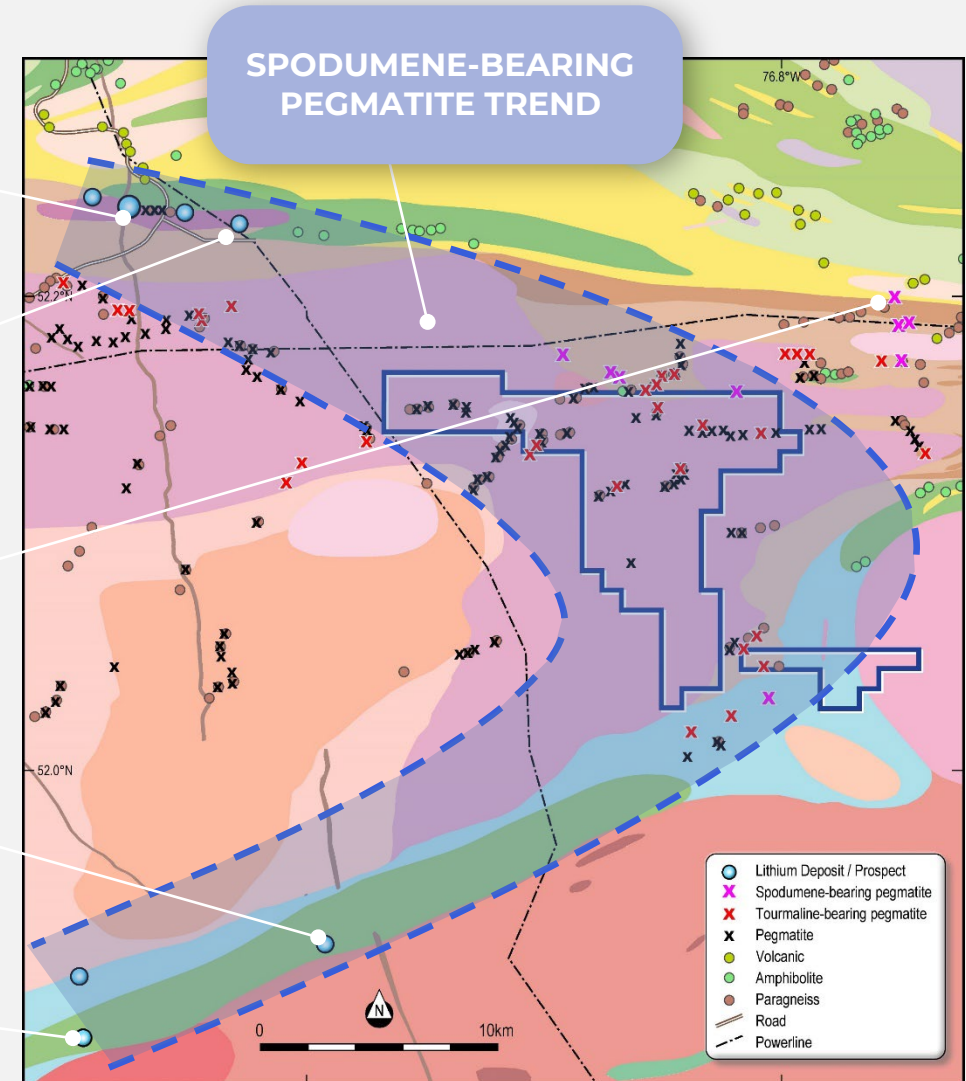 SPODUMENE-BEARING
PEGMATITE TREND
76.8°W
52.2°N
52.0°N
N
0
10km
Lithium Deposit / Prospect
X Spodumene-bearing pegmatite
X Tourmaline-bearing pegmatite
x Pegmatite
Volcanic
Amphibolite
Paragneiss
Road
Powerline